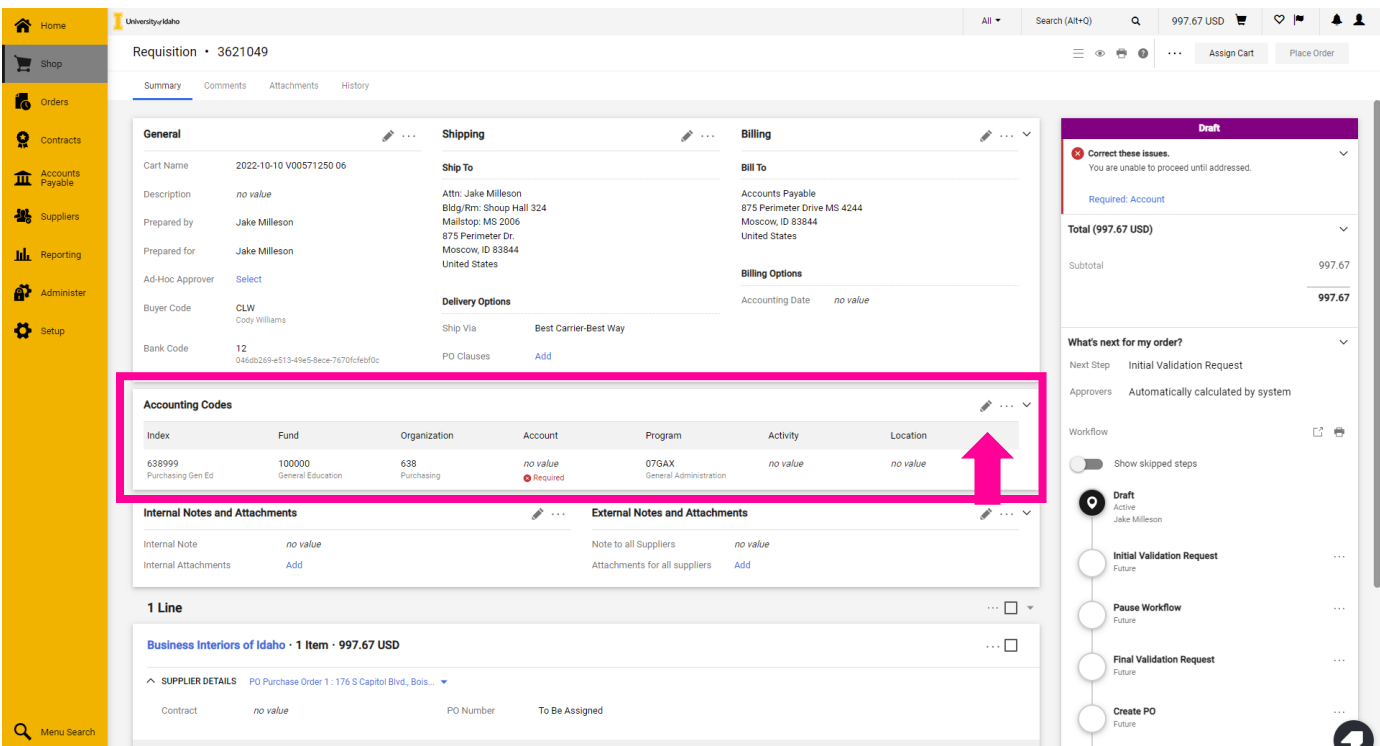 Home
University of Idaho
All
Search (Alt+Q)
997.67 USD
Requisition • 3621049
Assign Cart
Place Order
Shop
Summary
Comments
Attachments
History
Orders
Contracts
Accounts Payable
Suppliers
Reporting
Administer
Setup
Menu Search
General
Cart Name 2022-10-10 V00571250 06
Description no value
Prepared by Jake Milleson
Prepared for Jake Milleson
Ad-Hoc Approver Select
Buyer Code CLW
Cody Williams
Bank Code 12
046db269-e513-49e5-8ece-7670fcfebf0c
Shipping
Ship To
Attn: Jake Milleson
Bldg/Rm: Shoup Hall 324
Mailstop: MS 2006
875 Perimeter Dr.
Moscow, ID 83844
United States
Delivery Options
Ship Via Best Carrier-Best Way
PO Clauses Add
Billing
Bill To
Accounts Payable
875 Perimeter Drive MS 4244
Moscow, ID 83844
United States
Billing Options
Accounting Date no value
Accounting Codes
Index Fund Organization Account Program Activity Location
638999 100000 638 no value 07GAX no value no value
Purchasing Gen Ed General Education Purchasing Required General Administration
Internal Notes and Attachments
Internal Note no value
Internal Attachments Add
External Notes and Attachments
Note to all Suppliers no value
Attachments for all suppliers Add
1 Line
Business Interiors of Idaho · 1 Item · 997.67 USD
SUPPLIER DETAILS PO Purchase Order 1 : 176 S Capitol Blvd., Bois...
Contract no value PO Number To Be Assigned
Draft
Correct these issues.
You are unable to proceed until addressed.
Required: Account
Total (997.67 USD)
Subtotal 997.67
997.67
What's next for my order?
Next Step Initial Validation Request
Approvers Automatically calculated by system
Workflow
Show skipped steps
Draft
Active
Jake Milleson
Initial Validation Request
Future
Pause Workflow
Future
Final Validation Request
Future
Create PO
Future